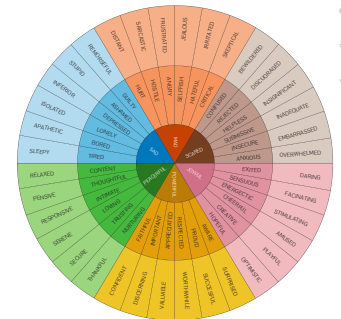 MAD
SCARED
JOYFUL
POWERFUL
PEACEFUL
SAD
HURT
HOSTILE
ANGRY
SELFISH
HATEFUL
CRITICAL
CONFUSED
REJECTED
HELPLESS
SUBMISSIVE
INSECURE
ANXIOUS
EXITED
SENSUOUS
ENERGETIC
CHEERFUL
CREATIVE
HOPEFUL
AWARE
PROUD
RESPECTED
APPRECIATED
IMPORTANT
FAITHFUL
NURTURING
TRUSTING
LOVING
INTIMATE
THOUGHTFUL
CONTENT
TIRED
BORED
LONELY
DEPRESSED
ASHAMED
GUILTY
DISTANT
SARCASTIC
FRUSTRATED
JEALOUS
IRRITATED
SKEPTICAL
BEWILDERED
DISCOURAGED
INSIGNIFICANT
INADEQUATE
EMBARRASSED
OVERWHELMED
DARING
FACINATING
STIMULATING
AMUSED
PLAYFUL
OPTIMISTIC
SURPRISED
SUCCESFUL
WORTHWHILE
VALUABLE
DISCERNING
CONFIDENT
THANKFUL
SECURE
SERENE
RESPONSIVE
PENSIVE
RELAXED
SLEEPY
APATHETIC
ISOLATED
INFERIOR
STUPID
REMORSEFUL